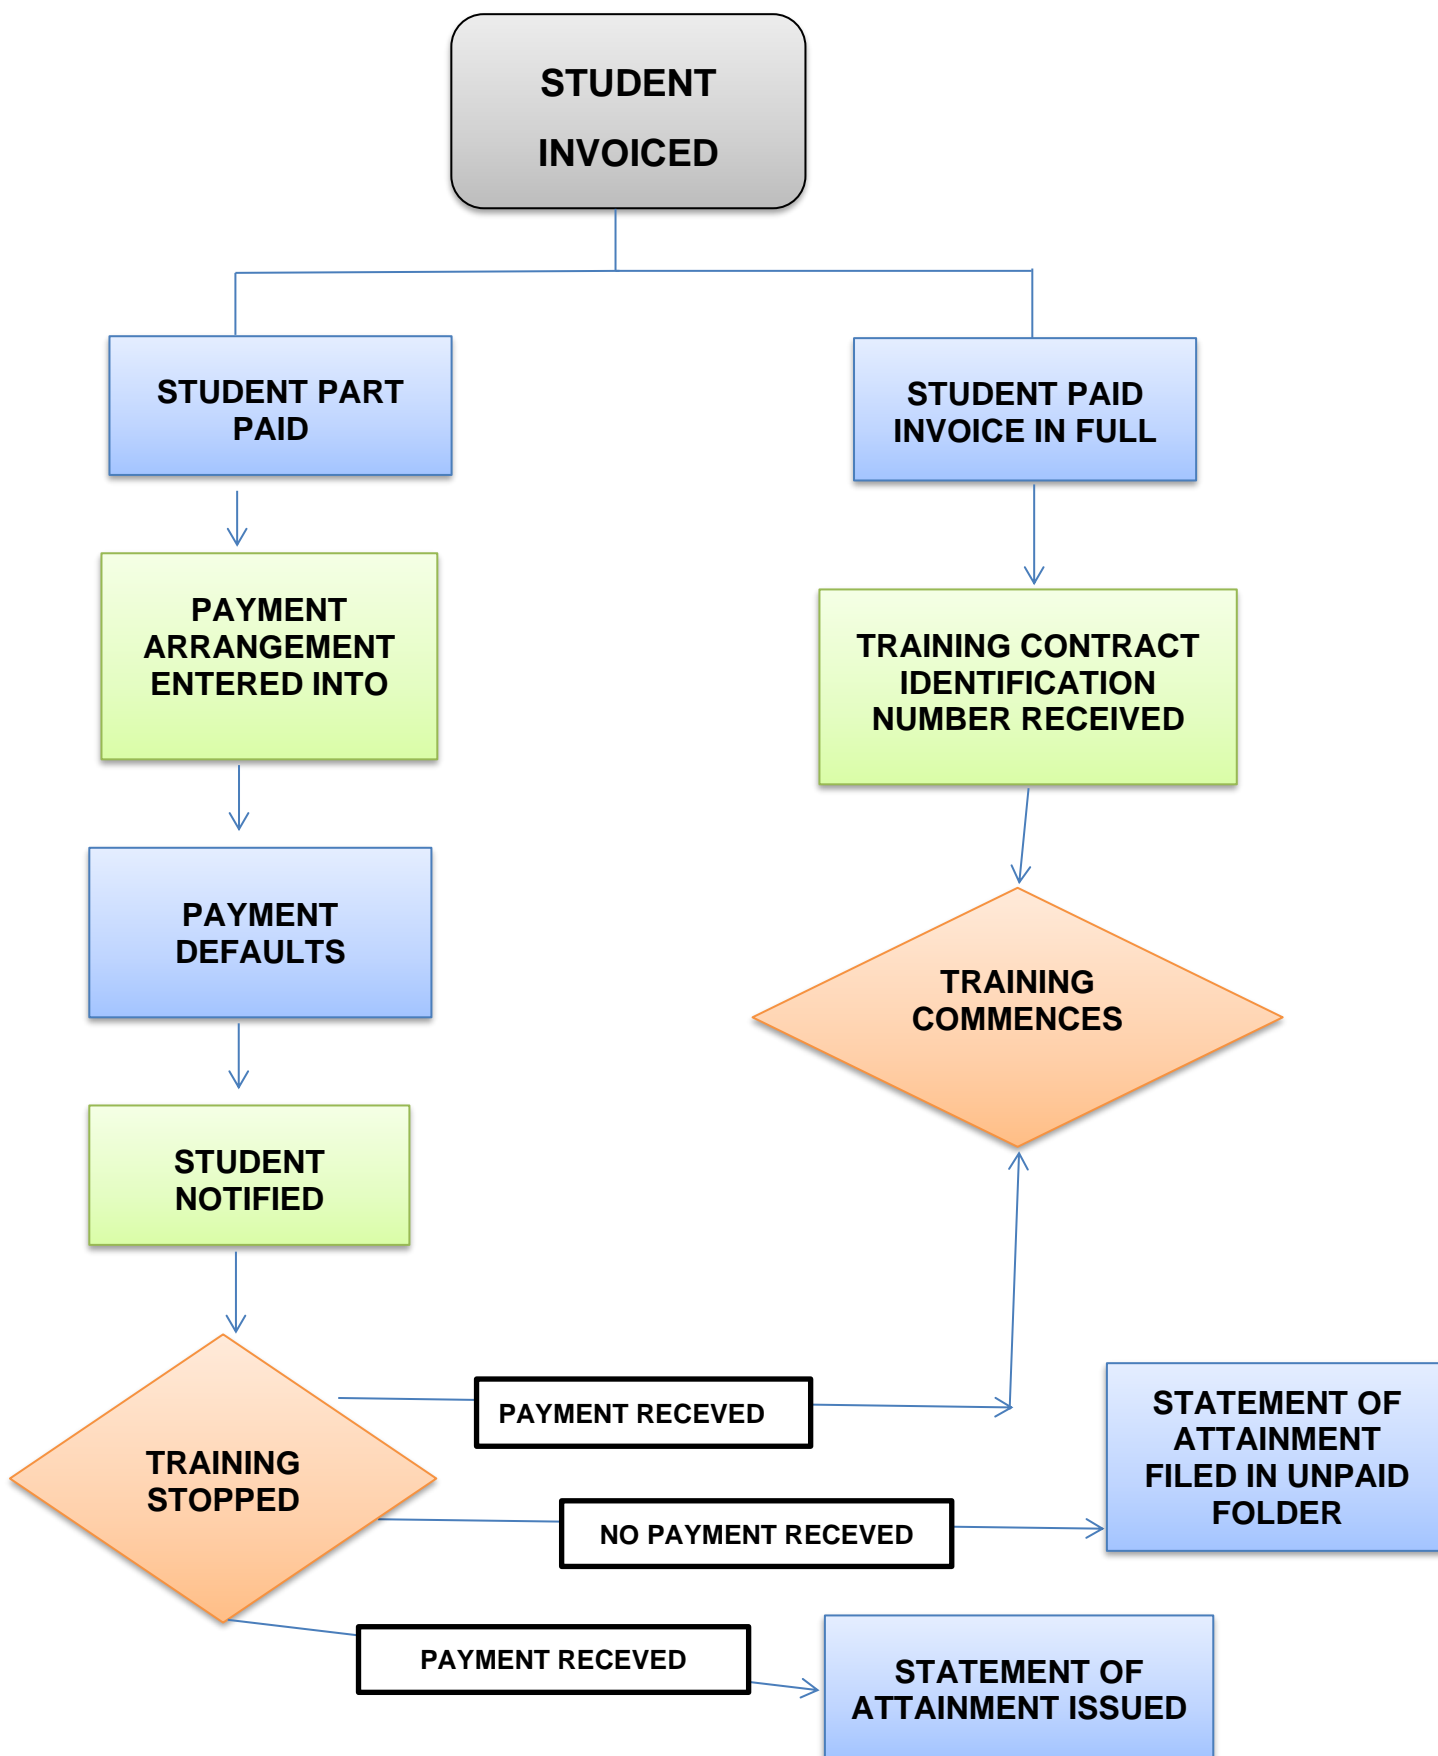 STUDENT
INVOICED
STUDENT PART
PAID
STUDENT PAID
INVOICE IN FULL
PAYMENT
ARRANGEMENT
ENTERED INTO
TRAINING CONTRACT
IDENTIFICATION
NUMBER RECEIVED
PAYMENT
DEFAULTS
TRAINING
COMMENCES
STUDENT
NOTIFIED
TRAINING
STOPPED
PAYMENT RECEVED
STATEMENT OF
ATTAINMENT
FILED IN UNPAID
FOLDER
NO PAYMENT RECEVED
PAYMENT RECEVED
STATEMENT OF
ATTAINMENT ISSUED